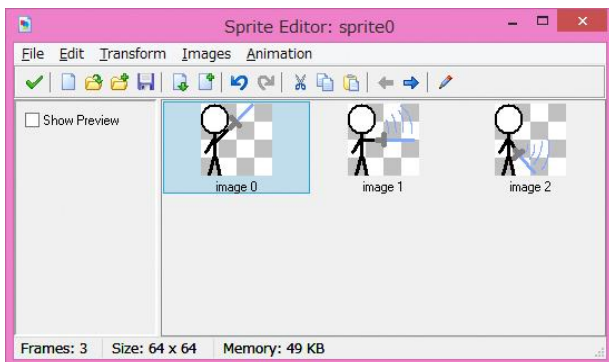 Sprite Editor: sprite0
File Edit Transform Images Animation
Show Preview
image 0 image 1 image 2
Frames: 3 Size: 64 x 64 Memory: 49 KB